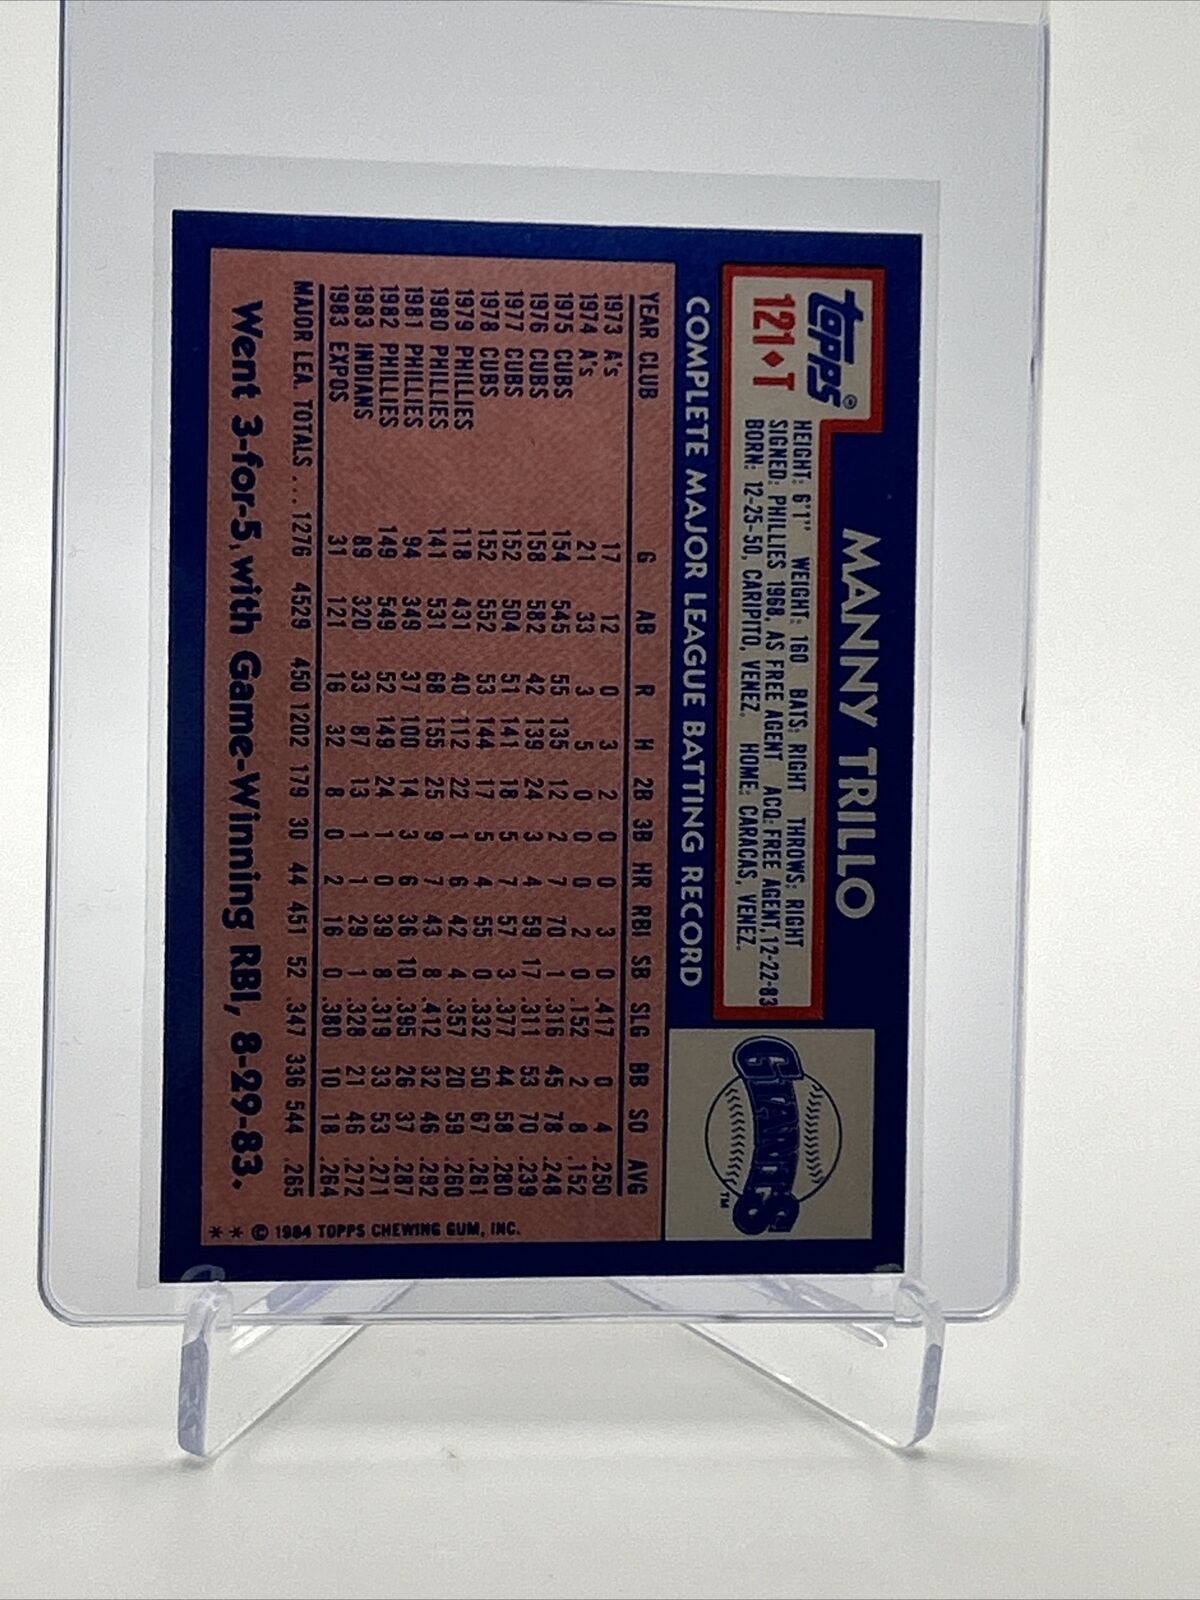 topps©
121♦T
MANNY TRILLO
HEIGHT: 6'1" WEIGHT: 160 BATS: RIGHT THROWS: RIGHT
SIGNED: PHILLIES 1968, AS FREE AGENT ACQ: FREE AGENT, 12-22-83
BORN: 12-25-50, CARIPITO, VENEZ. HOME: CARACAS, VENEZ.
GIANTS™
COMPLETE MAJOR LEAGUE BATTING RECORD
YEAR CLUB G AB R H 2B 3B HR RBI SB SLG BB SO AVG
1973 A's 17 12 0 3 2 0 0 3 0 .417 0 4 .250
1974 A's 21 33 3 5 0 0 0 2 0 .152 2 8 .152
1975 CUBS 154 545 55 135 12 2 7 70 1 .316 45 78 .248
1976 CUBS 158 582 42 139 24 3 4 59 17 .311 53 70 .239
1977 CUBS 152 504 51 141 18 5 7 57 3 .377 44 58 .280
1978 CUBS 152 552 53 144 17 5 4 55 0 .332 50 67 .261
1979 PHILLIES 118 431 40 112 22 1 6 42 4 .357 20 59 .260
1980 PHILLIES 141 531 68 155 25 9 7 43 8 .412 32 46 .292
1981 PHILLIES 94 349 37 100 14 3 6 36 10 .395 26 37 .287
1982 PHILLIES 149 549 52 149 24 1 0 39 8 .319 33 53 .271
1983 INDIANS 89 320 33 87 13 1 1 29 1 .328 21 46 .272
1983 EXPOS 31 121 16 32 8 0 2 16 0 .380 10 18 .264
MAJOR LEA. TOTALS ... 1276 4529 450 1202 179 30 44 451 52 .347 336 544 .265
Went 3-for-5, with Game-Winning RBI, 8-29-83.
** © 1984 TOPPS CHEWING GUM, INC.